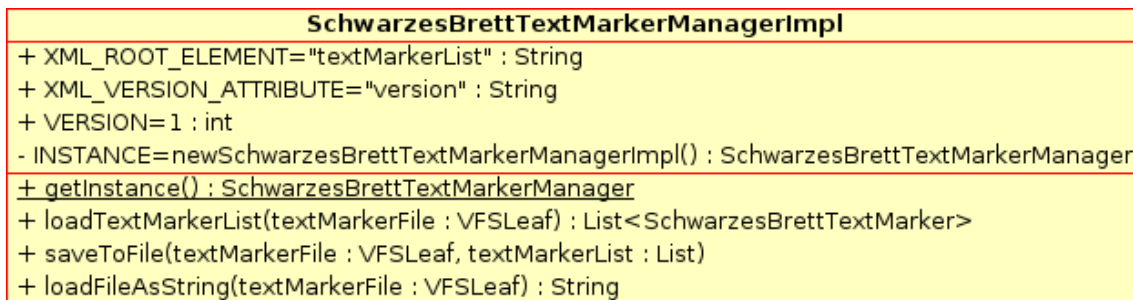 SchwarzesBrettTextMarkerManagerImpl
+ XML_ROOT_ELEMENT="textMarkerList" : String
+ XML_VERSION_ATTRIBUTE="version" : String
+ VERSION=1 : int
- INSTANCE=newSchwarzesBrettTextMarkerManagerImpl() : SchwarzesBrettTextMarkerManager
+ getInstance() : SchwarzesBrettTextMarkerManager
+ loadTextMarkerList(textMarkerFile : VFSLeaf) : List<SchwarzesBrettTextMarker>
+ saveToFile(textMarkerFile : VFSLeaf, textMarkerList : List)
+ loadFileAsString(textMarkerFile : VFSLeaf) : String